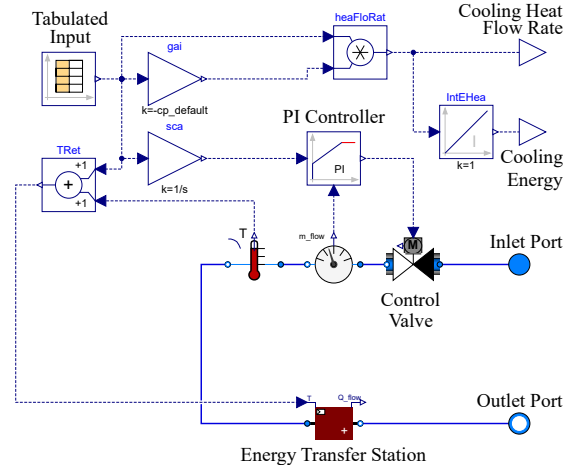 Tabulated
Input
heaFloRat
Cooling Heat
Flow Rate
gai
k=-cp_default
IntEHea
k=1
PI Controller
PI
sca
k=1/s
Cooling
Energy
TRet
+1
+
+1
T
m_flow
M
Inlet Port
Control
Valve
T
Q_flow
+
Outlet Port
Energy Transfer Station